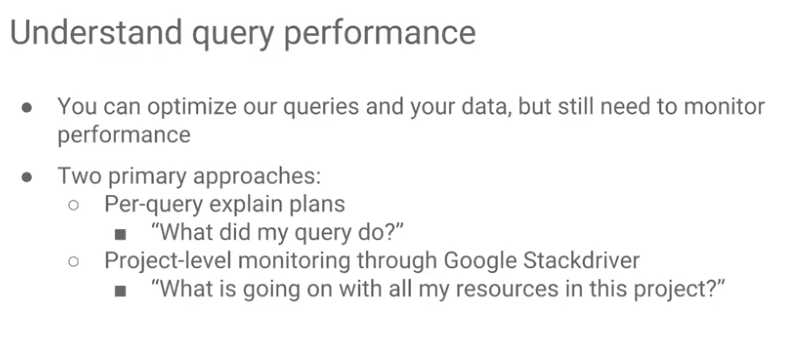 Understand query performance
● You can optimize our queries and your data, but still need to monitor
performance
● Two primary approaches:
○ Per-query explain plans
■ “What did my query do?”
○ Project-level monitoring through Google Stackdriver
■ “What is going on with all my resources in this project?”